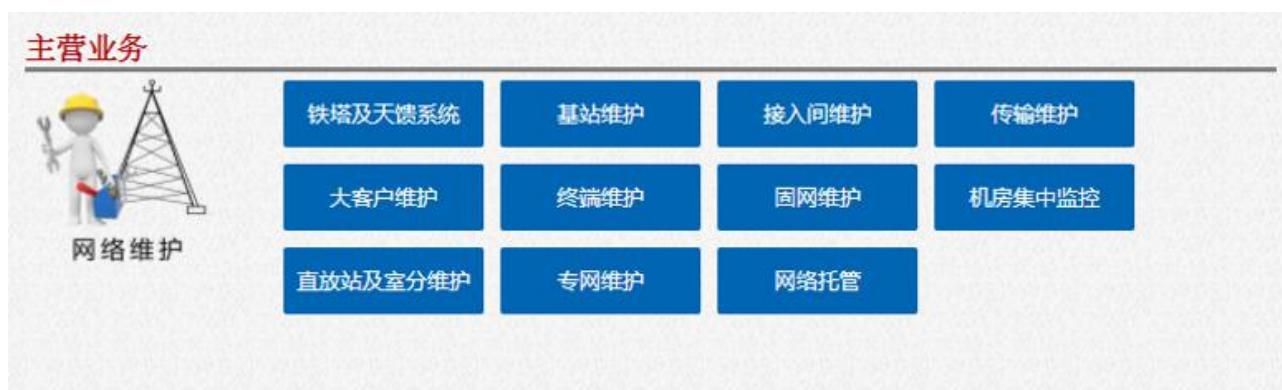 主营业务
铁塔及天馈系统 基站维护 接入间维护 传输维护
大客户维护 终端维护 固网维护 机房集中监控
网络维护
直放站及室分维护 专网维护 网络托管